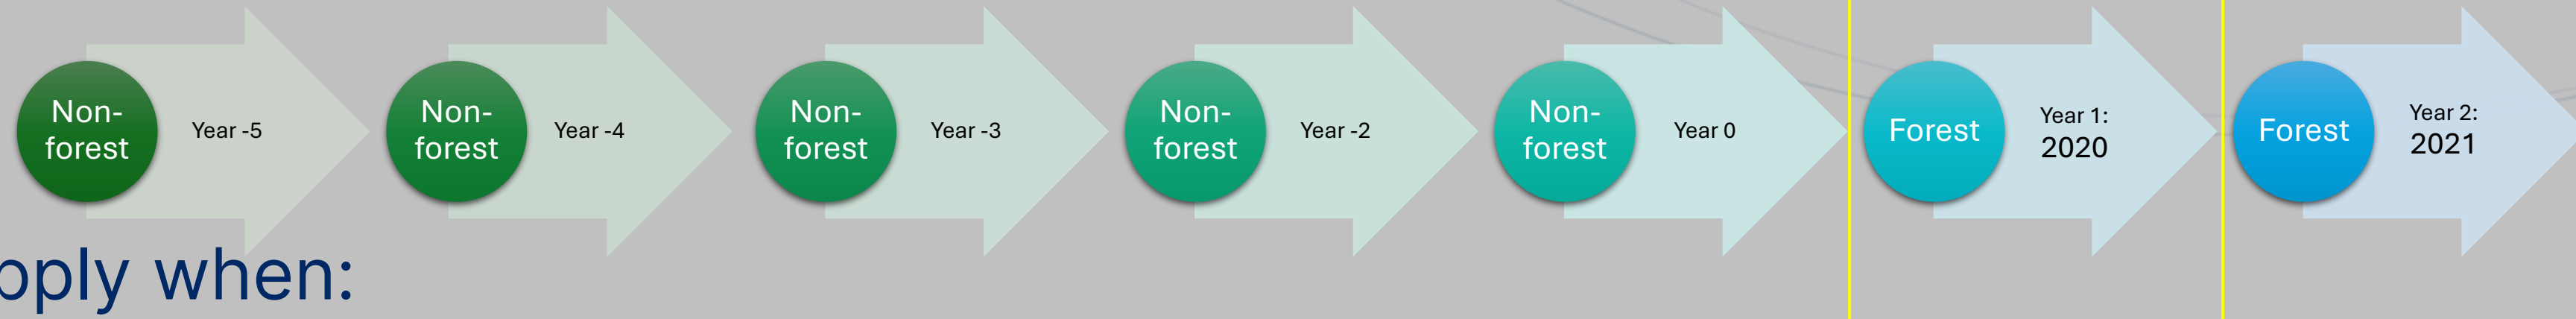 Non-
forest
Year -5
Non-
forest
Year -4
Non-
forest
Year -3
Non-
forest
Year -2
Non-
forest
Year 0
Forest
Year 1:
2020
Forest
Year 2:
2021
pply when: